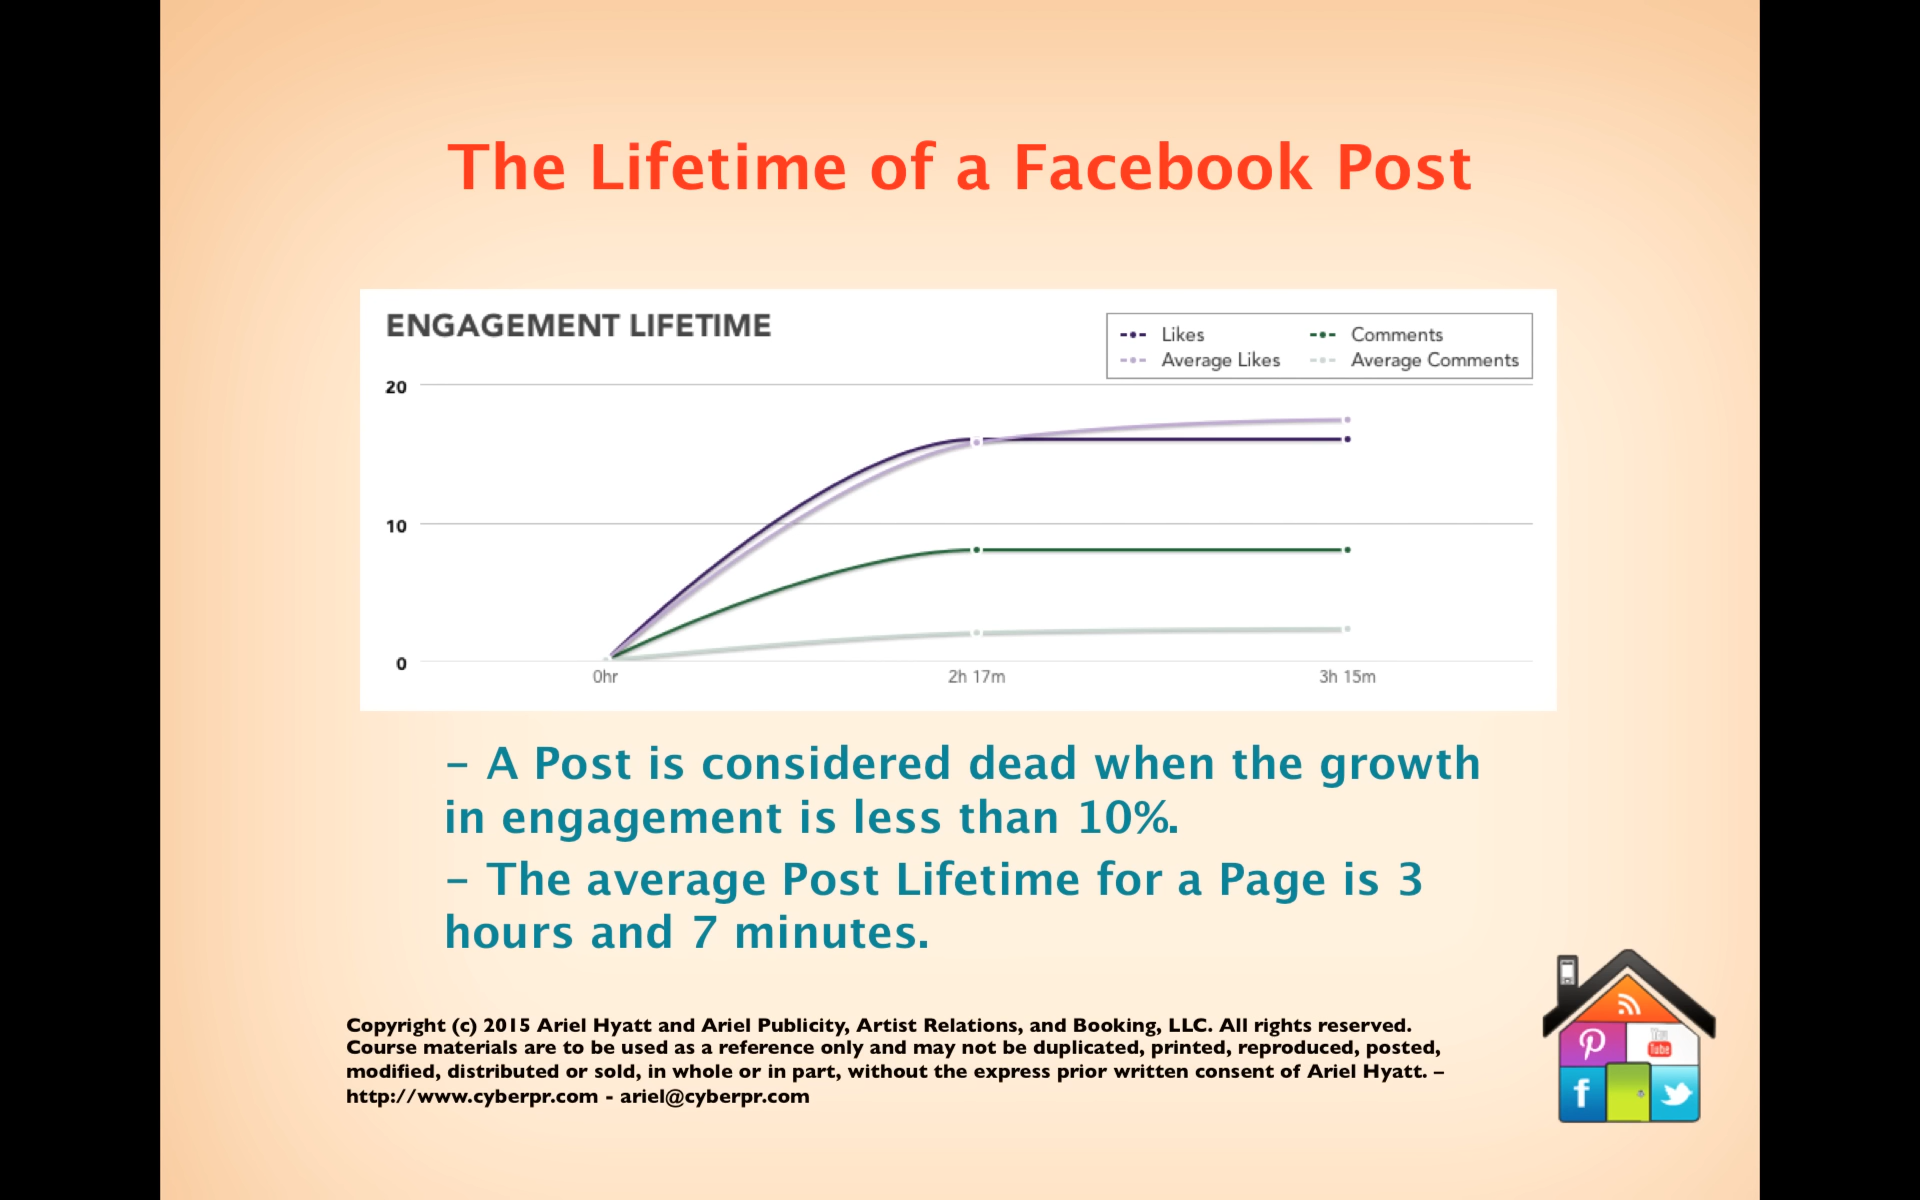 The Lifetime of a Facebook Post
ENGAGEMENT LIFETIME
Likes
Comments
Average Likes
Average Comments
20
10
0
0hr
2h 17m
3h 15m
– A Post is considered dead when the growth
in engagement is less than 10%.
– The average Post Lifetime for a Page is 3
hours and 7 minutes.
Copyright (c) 2015 Ariel Hyatt and Ariel Publicity, Artist Relations, and Booking, LLC. All rights reserved.
Course materials are to be used as a reference only and may not be duplicated, printed, reproduced, posted,
modified, distributed or sold, in whole or in part, without the express prior written consent of Ariel Hyatt. –
http://www.cyberpr.com - ariel@cyberpr.com
You
Tube
f